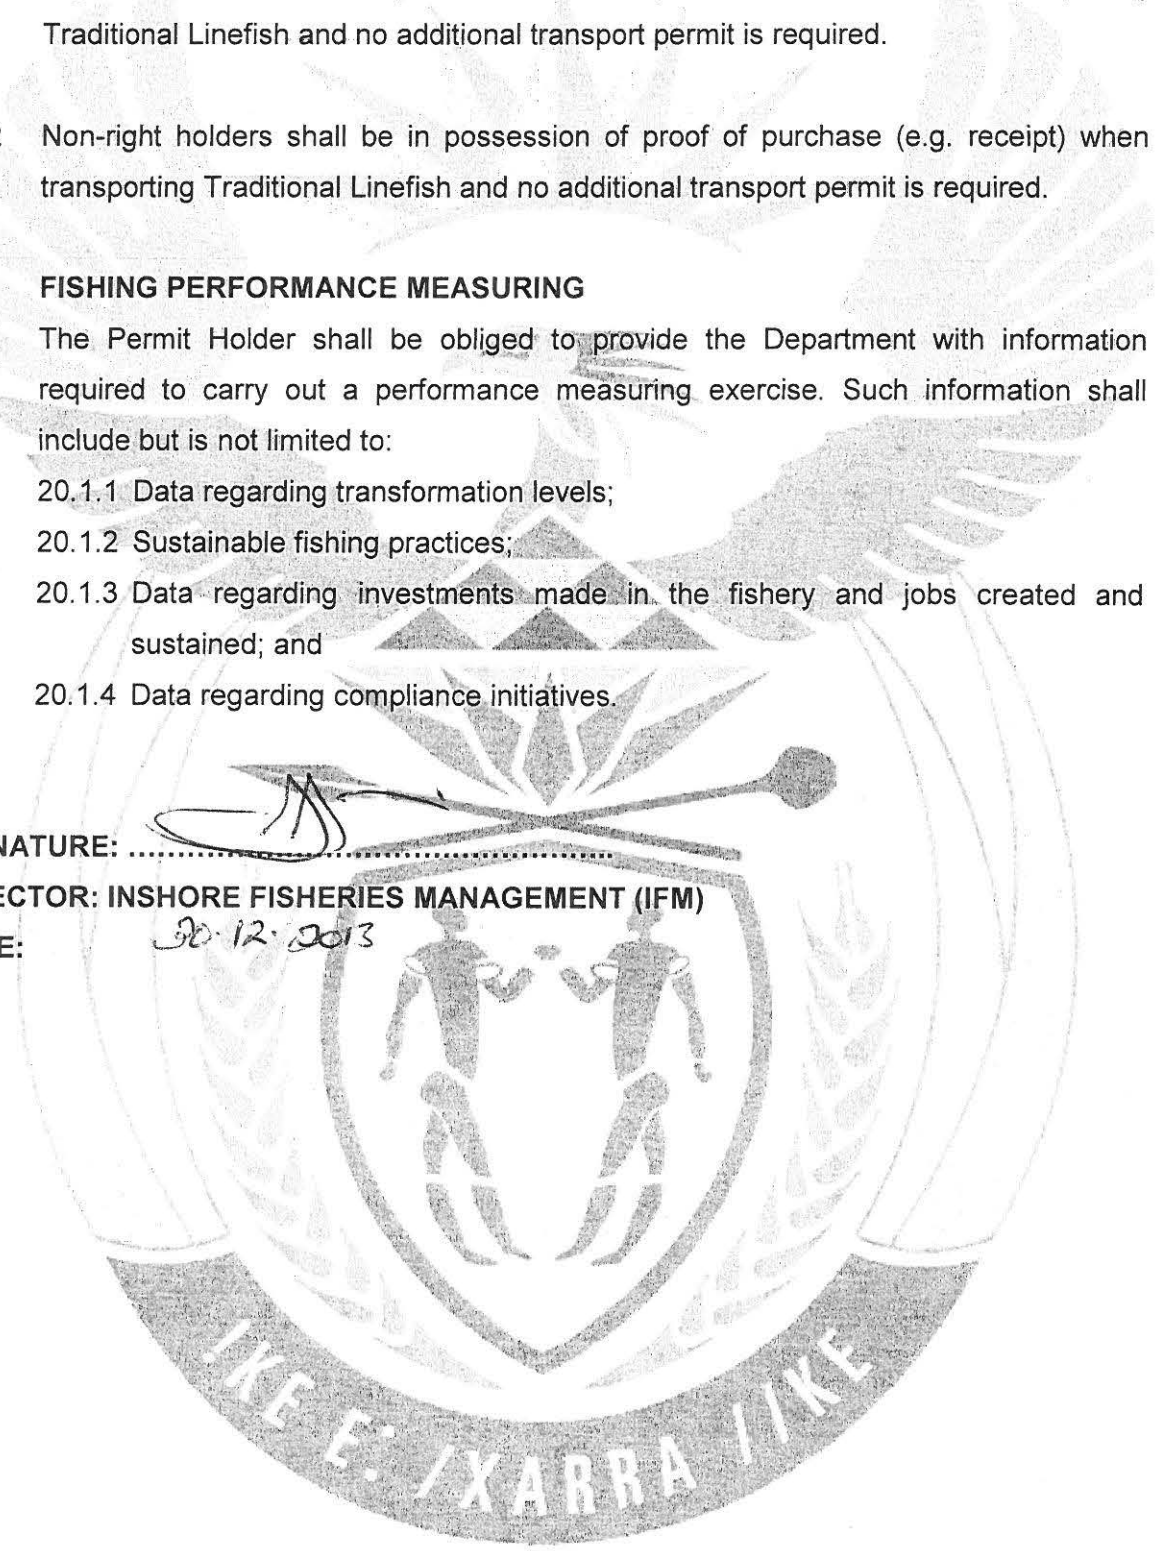 Traditional Linefish and no additional transport permit is required.
Non-right holders shall be in possession of proof of purchase (e.g. receipt) when
transporting Traditional Linefish and no additional transport permit is required.
FISHING PERFORMANCE MEASURING
The Permit Holder shall be obliged to provide the Department with information
required to carry out a performance measuring exercise. Such information shall
include but is not limited to:
20.1.1 Data regarding transformation levels;
20.1.2 Sustainable fishing practices;
20.1.3 Data regarding investments made in the fishery and jobs created and
sustained; and
20.1.4 Data regarding compliance initiatives.
NATURE: ................................................
ECTOR: INSHORE FISHERIES MANAGEMENT (IFM)
E: 20.12.2013
!KE E: /XARRA //KE